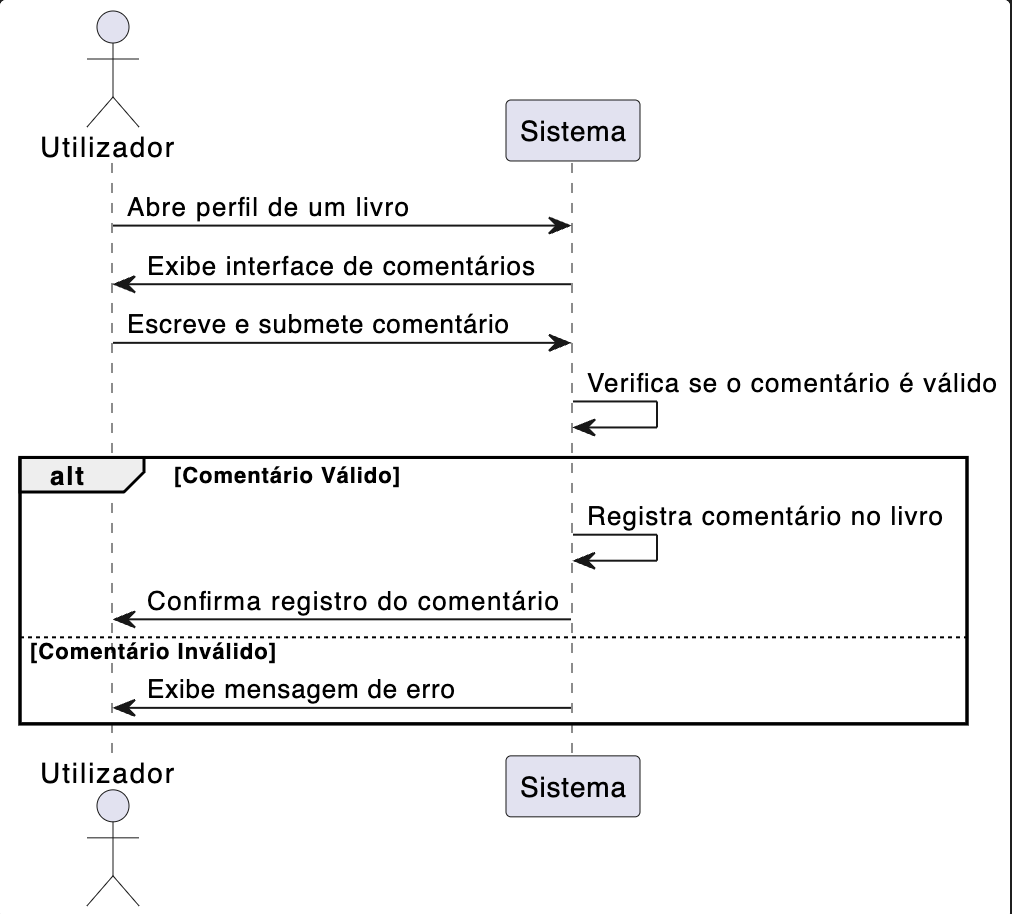 Utilizador
Sistema
Abre perfil de um livro
Exibe interface de comentários
Escreve e submete comentário
Verifica se o comentário é válido
alt [Comentário Válido]
Registra comentário no livro
Confirma registro do comentário
[Comentário Inválido]
Exibe mensagem de erro
Utilizador
Sistema